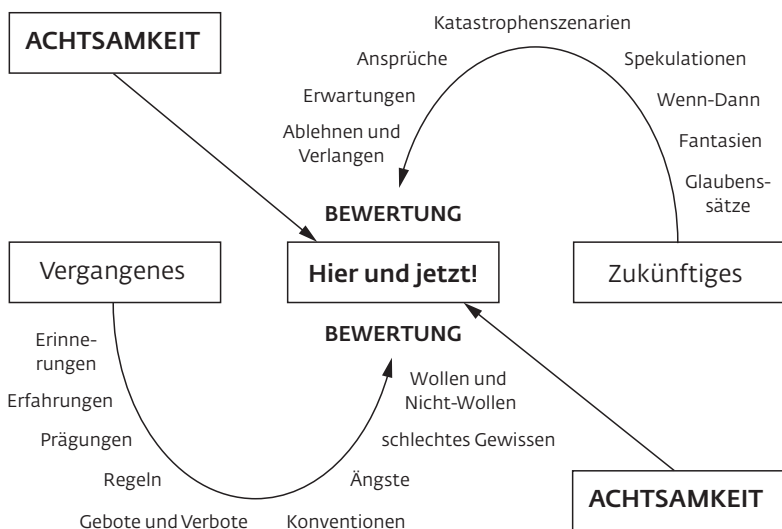 Katastrophenszenarien
ACHTSAMKEIT
Ansprüche
Spekulationen
Erwartungen
Wenn-Dann
Ablehnen und
Verlangen
Fantasien
Glaubens-
sätze
BEWERTUNG
Vergangenes
Hier und jetzt!
Zukünftiges
BEWERTUNG
Erinne-
rungen
Wollen und
Nicht-Wollen
Erfahrungen
Prägungen
schlechtes Gewissen
Regeln
Ängste
ACHTSAMKEIT
Gebote und Verbote
Konventionen